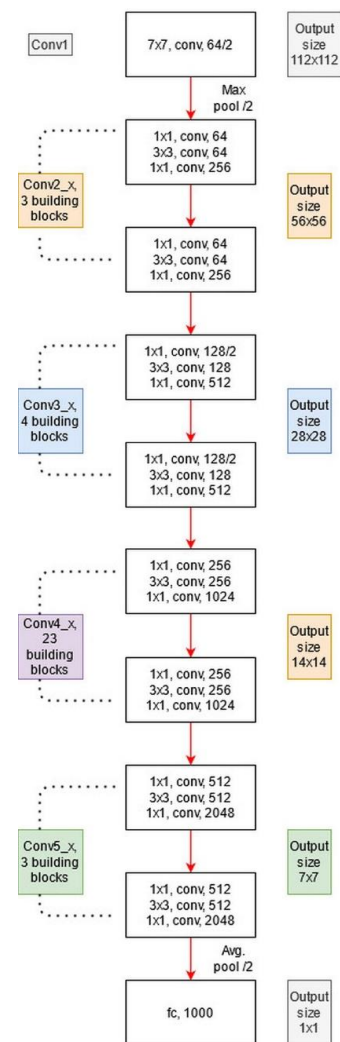 Conv1
7x7, conv, 64/2
Output
size
112x112
Max
pool /2
1x1, conv, 64
3x3, conv, 64
1x1, conv, 256
Conv2_x,
3 building
blocks
Output
size
56x56
1x1, conv, 64
3x3, conv, 64
1x1, conv, 256
1x1, conv, 128/2
3x3, conv, 128
1x1, conv, 512
Conv3_x,
4 building
blocks
Output
size
28x28
1x1, conv, 128/2
3x3, conv, 128
1x1, conv, 512
1x1, conv, 256
3x3, conv, 256
1x1, conv, 1024
Conv4_x,
23
building
blocks
Output
size
14x14
1x1, conv, 256
3x3, conv, 256
1x1, conv, 1024
1x1, conv, 512
3x3, conv, 512
1x1, conv, 2048
Conv5_x,
3 building
blocks
Output
size
7x7
1x1, conv, 512
3x3, conv, 512
1x1, conv, 2048
Avg.
pool /2
fc, 1000
Output
size
1x1